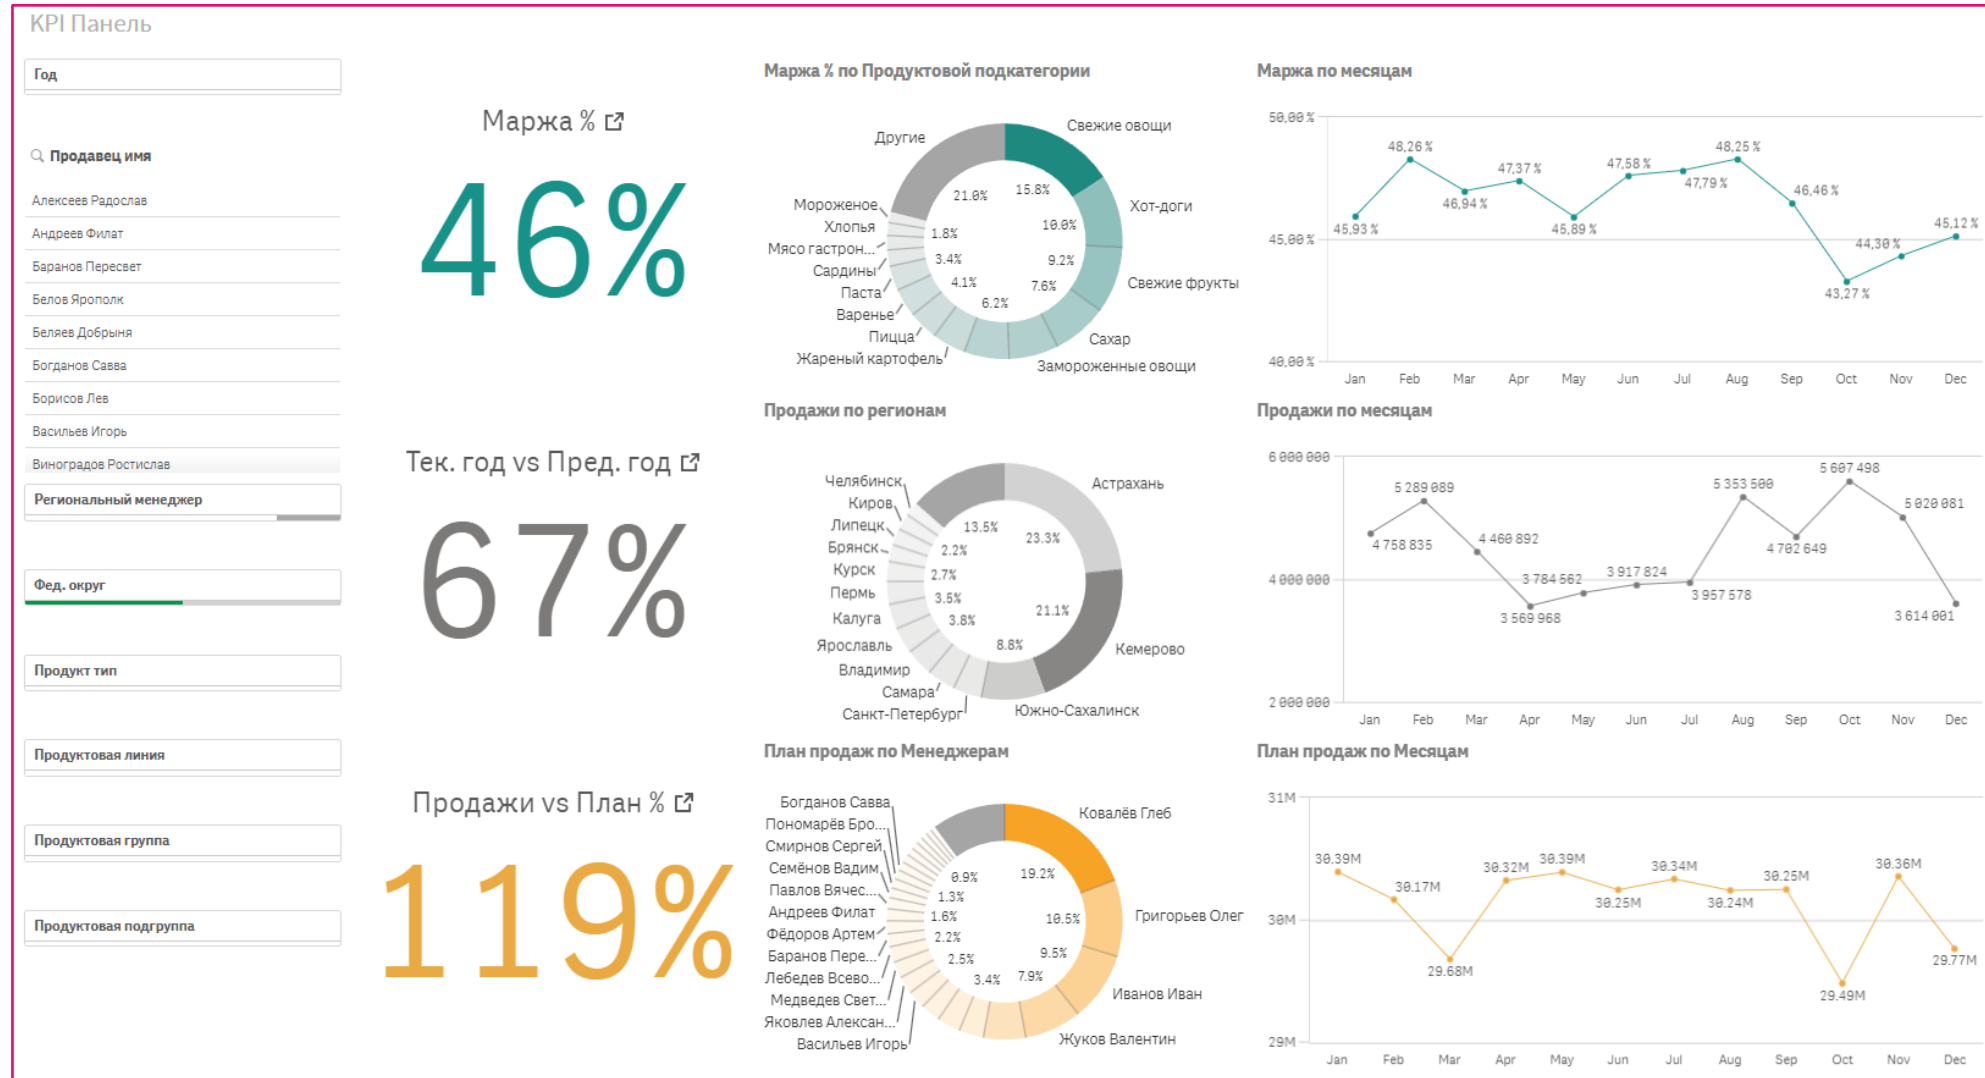 KPI Панель
Год
Продавец имя
Алексеев Радослав
Андреев Филат
Баранов Пересвет
Белов Ярополк
Беляев Добрыня
Богданов Савва
Борисов Лев
Васильев Игорь
Виноградов Ростислав
Региональный менеджер
Фед. округ
Продукт тип
Продуктовая линия
Продуктовая группа
Продуктовая подгруппа
Маржа %
46%
Тек. год vs Пред. год
67%
Продажи vs План %
119%
Маржа % по Продуктовой подкатегории
Другие
Свежие овощи
Хот-доги
Свежие фрукты
Сахар
Замороженные овощи
Жареный картофель
Пицца
Варенье
Паста
Сардины
Мясо гастрон...
Хлопья
Мороженое
21.0%
15.8%
10.0%
9.2%
7.6%
6.2%
4.1%
3.4%
1.8%
Продажи по регионам
Астрахань
Кемерово
Южно-Сахалинск
Санкт-Петербург
Самара
Владимир
Ярославль
Калуга
Пермь
Курск
Брянск
Липецк
Киров
Челябинск
13.5%
23.3%
21.1%
8.8%
3.8%
3.5%
2.7%
2.2%
План продаж по Менеджерам
Богданов Савва
Пономарёв Бро...
Смирнов Сергей
Семёнов Вадим
Павлов Вячес...
Андреев Филат
Фёдоров Артем
Баранов Пере...
Лебедев Всево...
Медведев Свет...
Яковлев Алексан...
Васильев Игорь
Ковалёв Глеб
Григорьев Олег
Иванов Иван
Жуков Валентин
19.2%
10.5%
9.5%
7.9%
3.4%
2.5%
2.2%
1.6%
1.3%
0.9%
Маржа по месяцам
50,00 %
45,00 %
40,00 %
45,93 %
48,26 %
46,94 %
47,37 %
45,89 %
47,58 %
47,79 %
48,25 %
46,46 %
43,27 %
44,30 %
45,12 %
Jan Feb Mar Apr May Jun Jul Aug Sep Oct Nov Dec
Продажи по месяцам
6 000 000
4 000 000
2 000 000
4 758 835
5 289 089
4 460 892
3 569 968
3 784 562
3 917 824
3 957 578
5 353 500
4 702 649
5 607 498
5 020 081
3 614 001
Jan Feb Mar Apr May Jun Jul Aug Sep Oct Nov Dec
План продаж по Месяцам
31M
30M
29M
30.39M
30.17M
29.68M
30.32M
30.39M
30.25M
30.34M
30.24M
30.25M
29.49M
30.36M
29.77M
Jan Feb Mar Apr May Jun Jul Aug Sep Oct Nov Dec